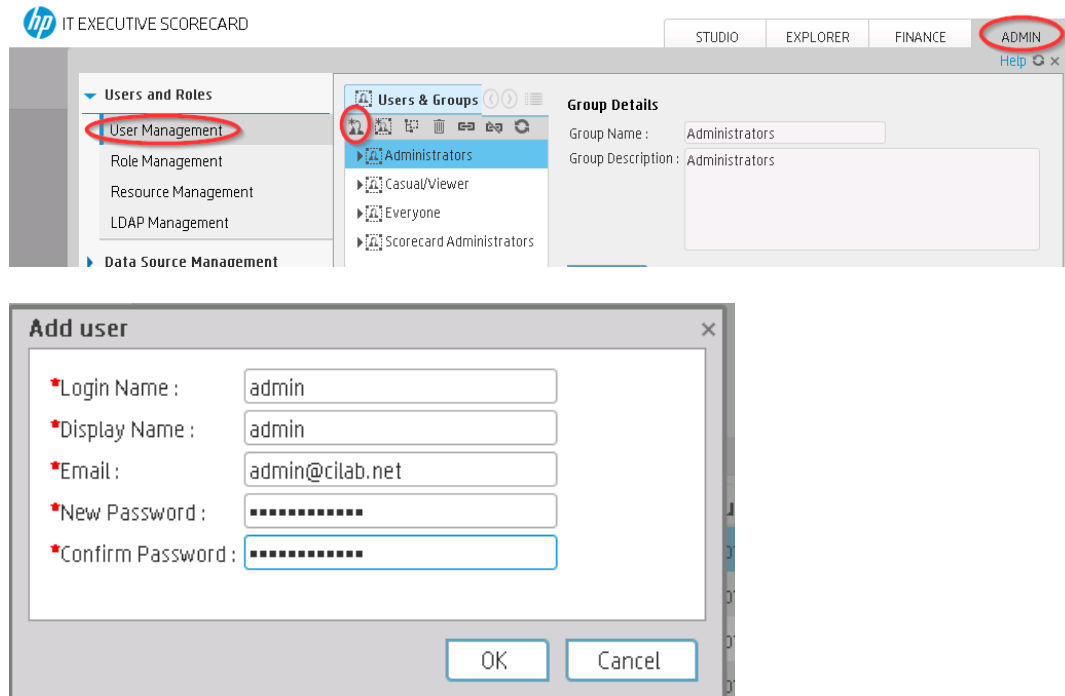 hp IT EXECUTIVE SCORECARD
STUDIO EXPLORER FINANCE ADMIN
Help
Users and Roles
User Management
Role Management
Resource Management
LDAP Management
Data Source Management
Users & Groups
Administrators
Casual/Viewer
Everyone
Scorecard Administrators
Group Details
Group Name : Administrators
Group Description : Administrators
Add user
*Login Name : admin
*Display Name : admin
*Email : admin@cilab.net
*New Password : ••••••••••••
*Confirm Password : ••••••••••••
OK Cancel